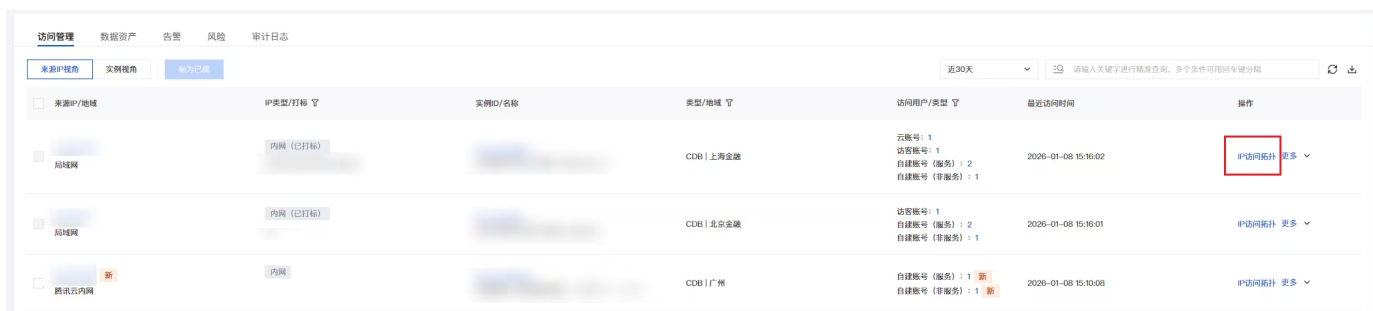 访问管理 数据资产 告警 风险 审计日志
来源IP视角 实例视角 标为已阅 近30天 请输入关键字进行精准查询，多个条件可用回车键分隔
来源IP/地域 IP类型/打标 实例ID/名称 类型/地域 访问用户/类型 最近访问时间 操作
内网（已打标）
局域网
CDB | 上海金融
云账号：1
访客账号：1
自建账号（服务）：2
自建账号（非服务）：1
2026-01-08 15:16:02
IP访问拓扑 更多
内网（已打标）
局域网
CDB | 北京金融
访客账号：1
自建账号（服务）：2
自建账号（非服务）：1
2026-01-08 15:16:01
IP访问拓扑 更多
新
内网
腾讯云内网
CDB | 广州
自建账号（服务）：1 新
自建账号（非服务）：1 新
2026-01-08 15:10:08
IP访问拓扑 更多